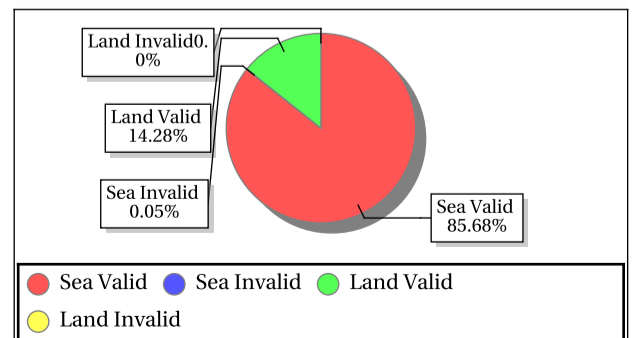 Land Invalid0.
0%
Land Valid
14.28%
Sea Invalid
0.05%
Sea Valid
85.68%
Sea Valid Sea Invalid Land Valid
Land Invalid